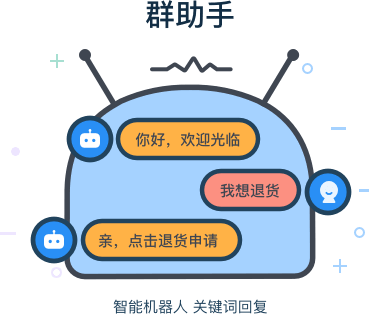 群助手
你好，欢迎光临
我想退货
亲，点击退货申请
智能机器人 关键词回复